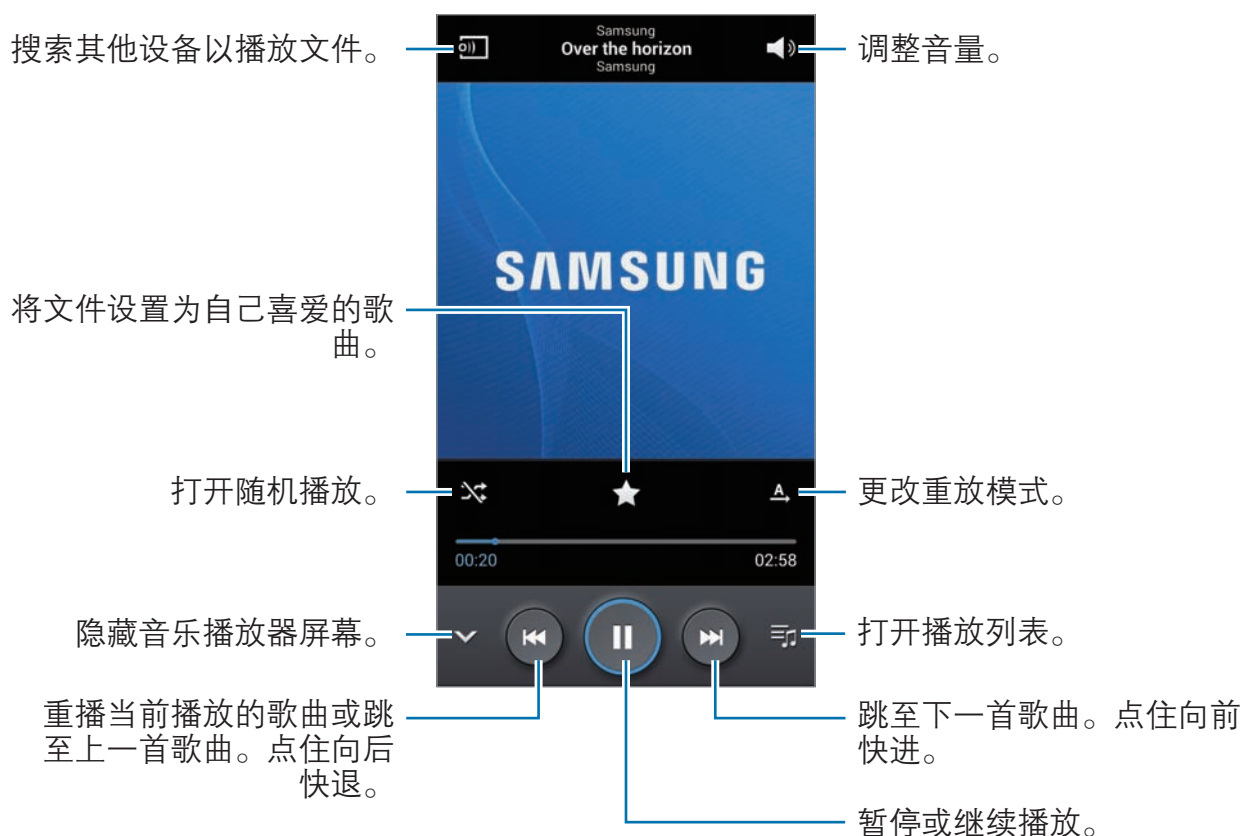 搜索其他设备以播放文件。
Samsung
Over the horizon
Samsung
调整音量。
SAMSUNG
将文件设置为自己喜爱的歌
曲。
打开随机播放。
A
更改重放模式。
00:20
02:58
隐藏音乐播放器屏幕。
打开播放列表。
重播当前播放的歌曲或跳
至上一首歌曲。点住向后
快退。
跳至下一首歌曲。点住向前
快进。
暂停或继续播放。